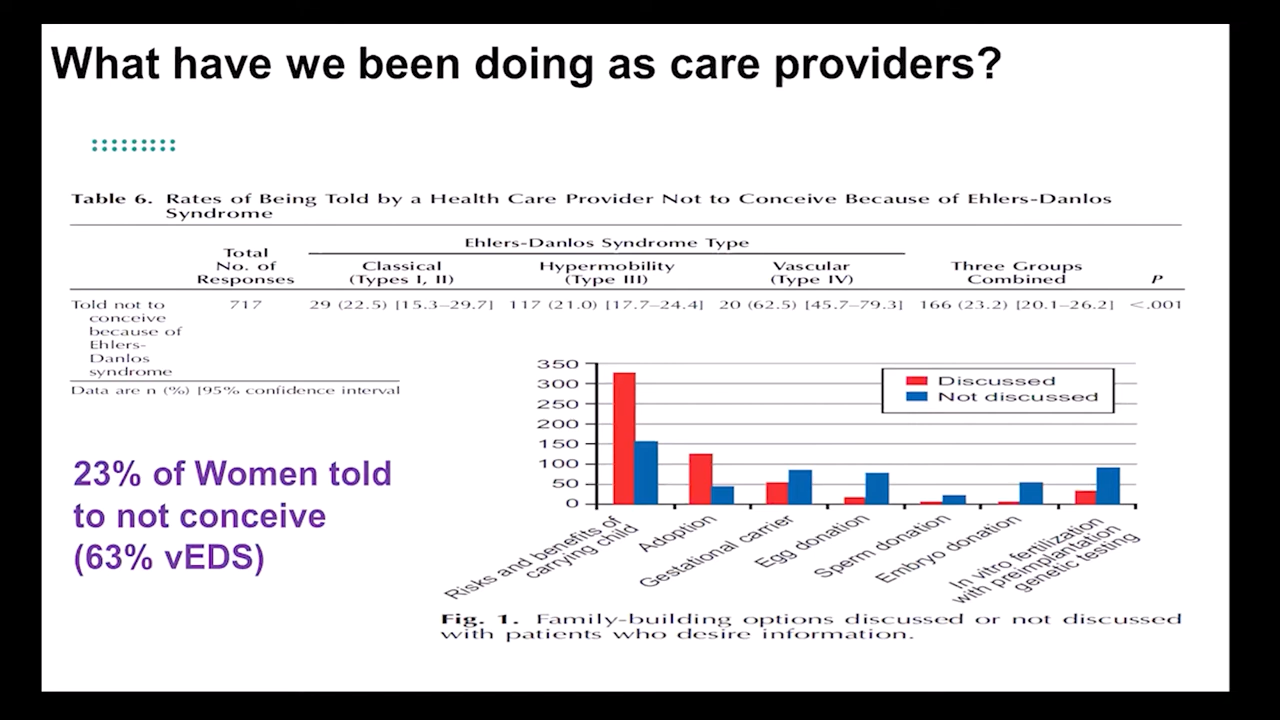 What have we been doing as care providers?
Table 6. Rates of Being Told by a Health Care Provider Not to Conceive Because of Ehlers-Danlos
Syndrome
Ehlers-Danlos Syndrome Type
Total
No. of
Responses
Classical
(Types I, II)
Hypermobility
(Type III)
Vascular
(Type IV)
Three Groups
Combined
P
Told not to
conceive
because of
Ehlers-
Danlos
syndrome
717
29 (22.5) [15.3–29.7]
117 (21.0) [17.7–24.4]
20 (62.5) [45.7–79.3]
166 (23.2) [20.1–26.2]
<.001
Data are n (%) [95% confidence interval
23% of Women told
to not conceive
(63% vEDS)
350
300
250
200
150
100
50
0
Discussed
Not discussed
Risks and benefits of
carrying child
Adoption
Gestational carrier
Egg donation
Sperm donation
Embryo donation
In vitro fertilization
with preimplantation
genetic testing
Fig. 1. Family-building options discussed or not discussed
with patients who desire information.